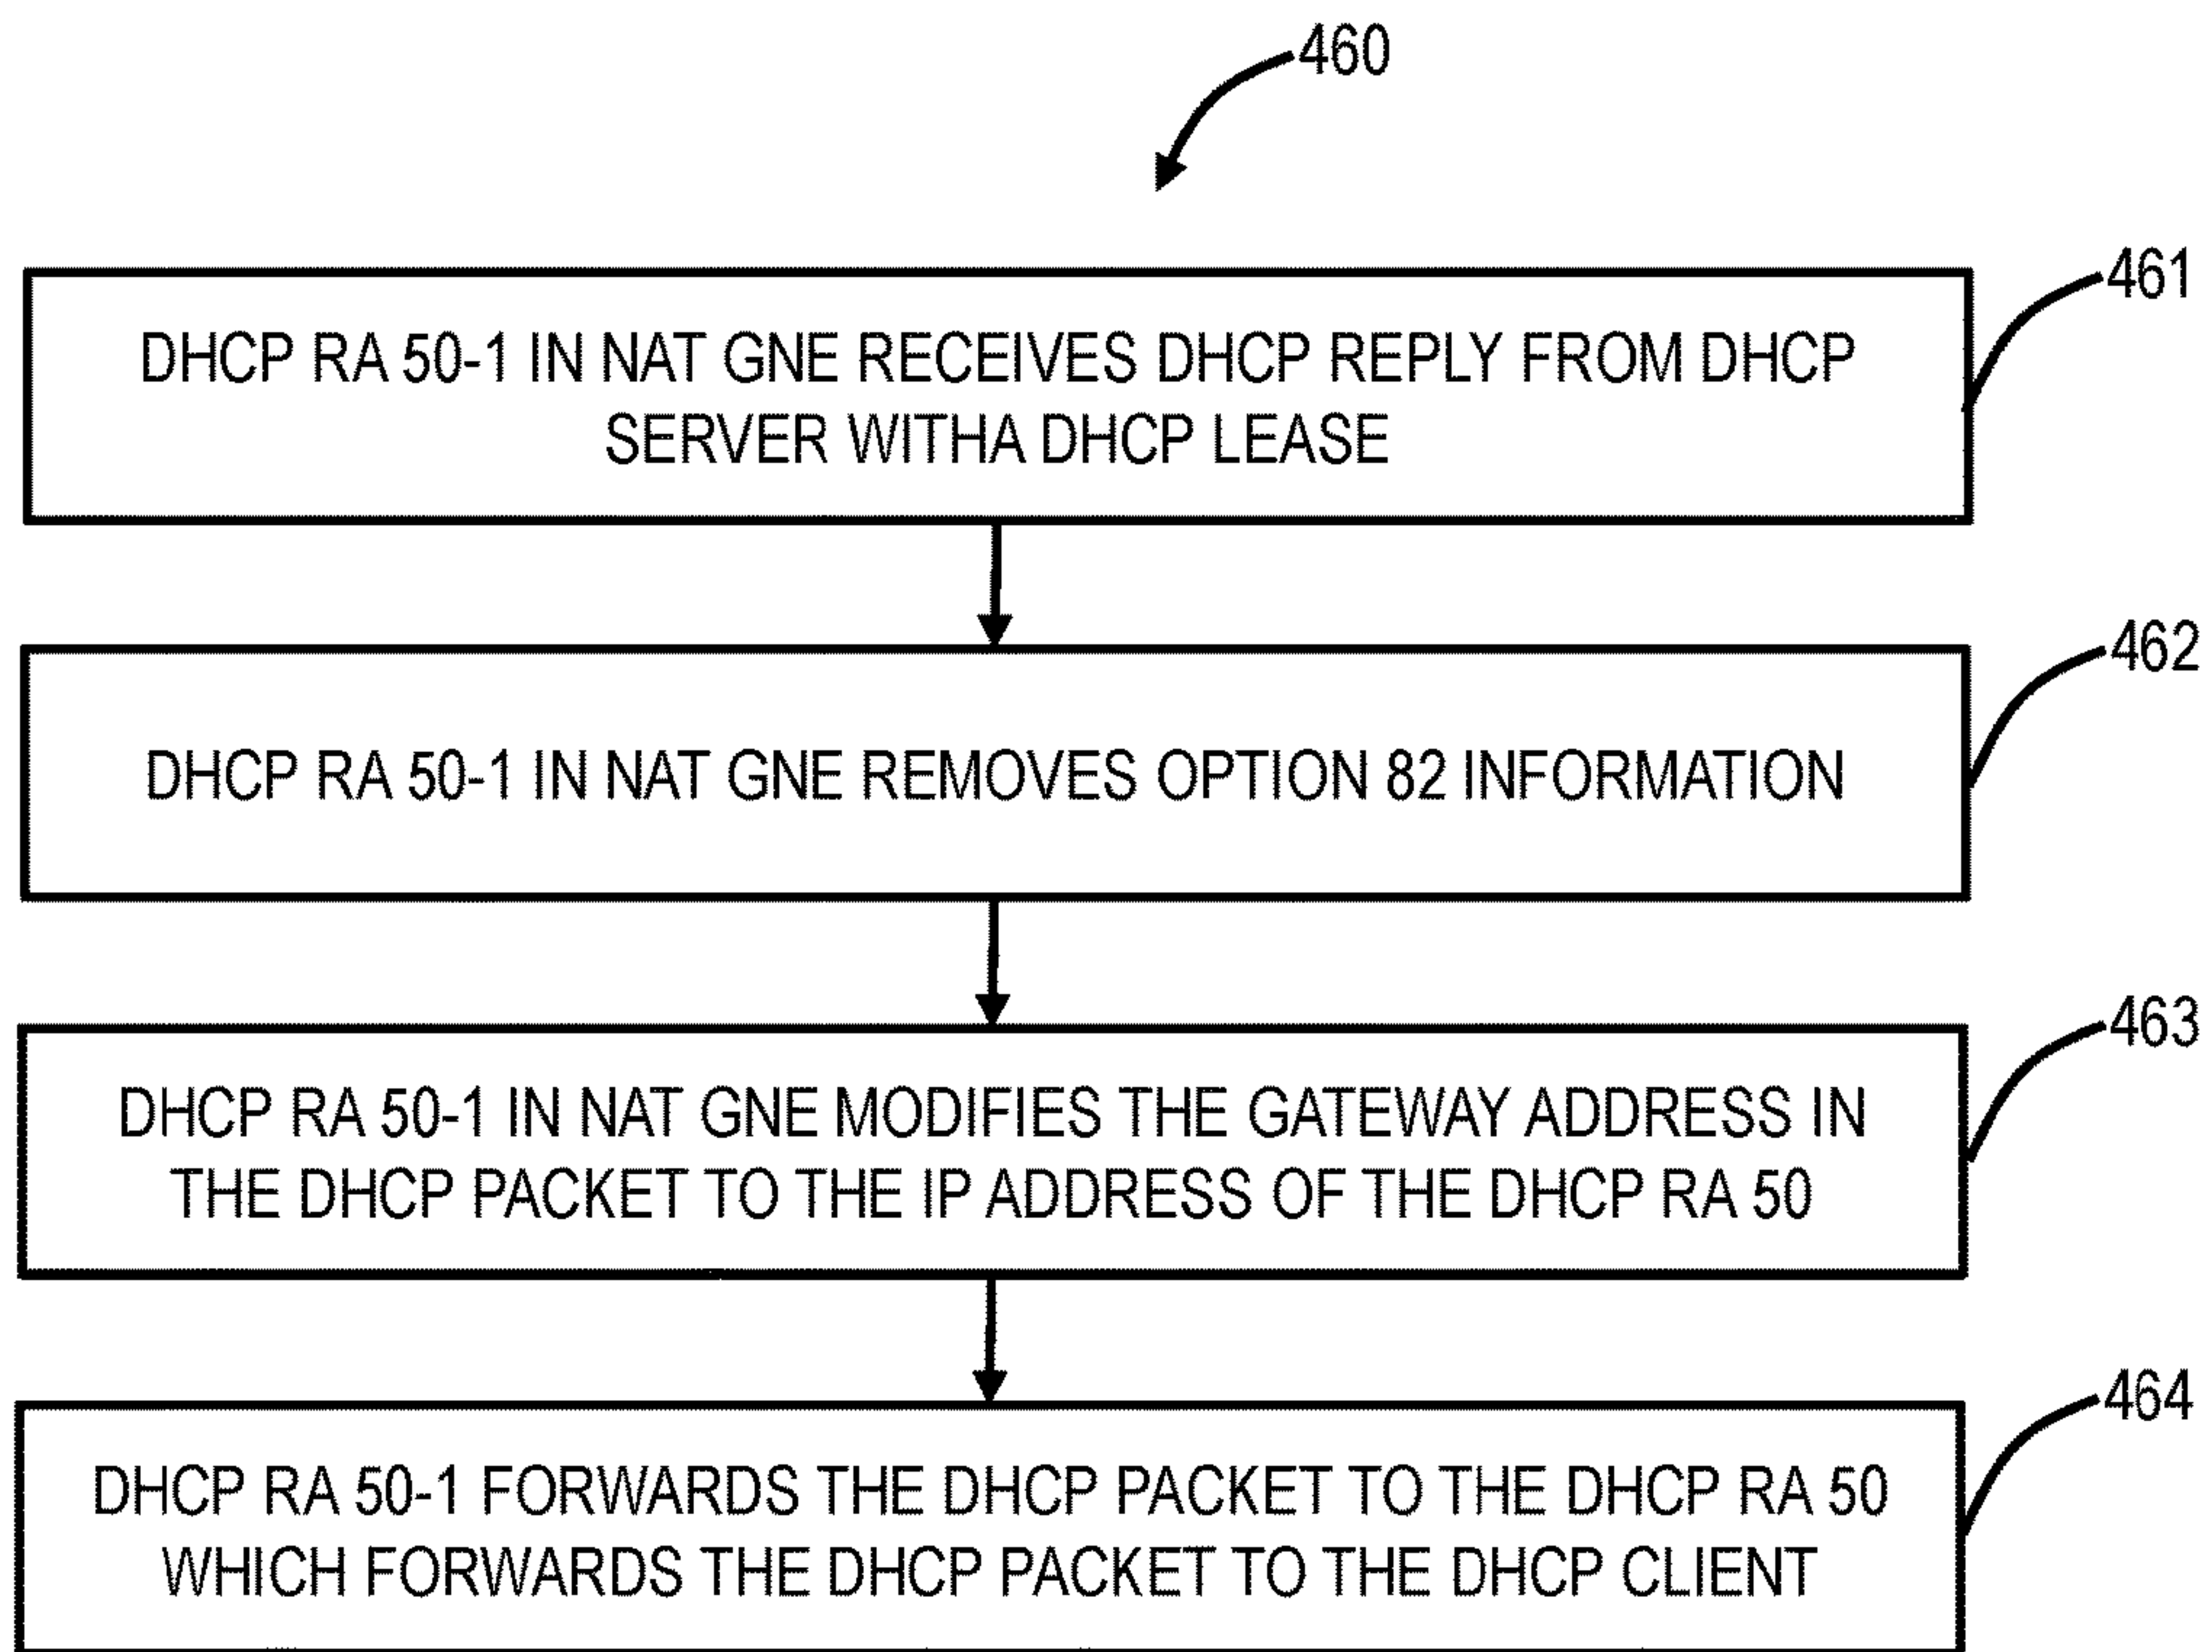 460
461
DHCP RA 50-1 IN NAT GNE RECEIVES DHCP REPLY FROM DHCP
SERVER WITHA DHCP LEASE
462
DHCP RA 50-1 IN NAT GNE REMOVES OPTION 82 INFORMATION
463
DHCP RA 50-1 IN NAT GNE MODIFIES THE GATEWAY ADDRESS IN
THE DHCP PACKET TO THE IP ADDRESS OF THE DHCP RA 50
464
DHCP RA 50-1 FORWARDS THE DHCP PACKET TO THE DHCP RA 50
WHICH FORWARDS THE DHCP PACKET TO THE DHCP CLIENT